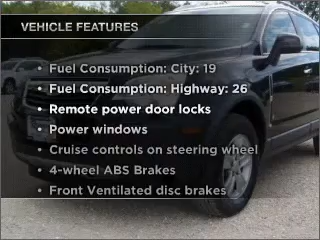 VEHICLE FEATURES
• Fuel Consumption: City: 19
• Fuel Consumption: Highway: 26
• Remote power door locks
• Power windows
• Cruise controls on steering wheel
• 4-wheel ABS Brakes
• Front Ventilated disc brakes